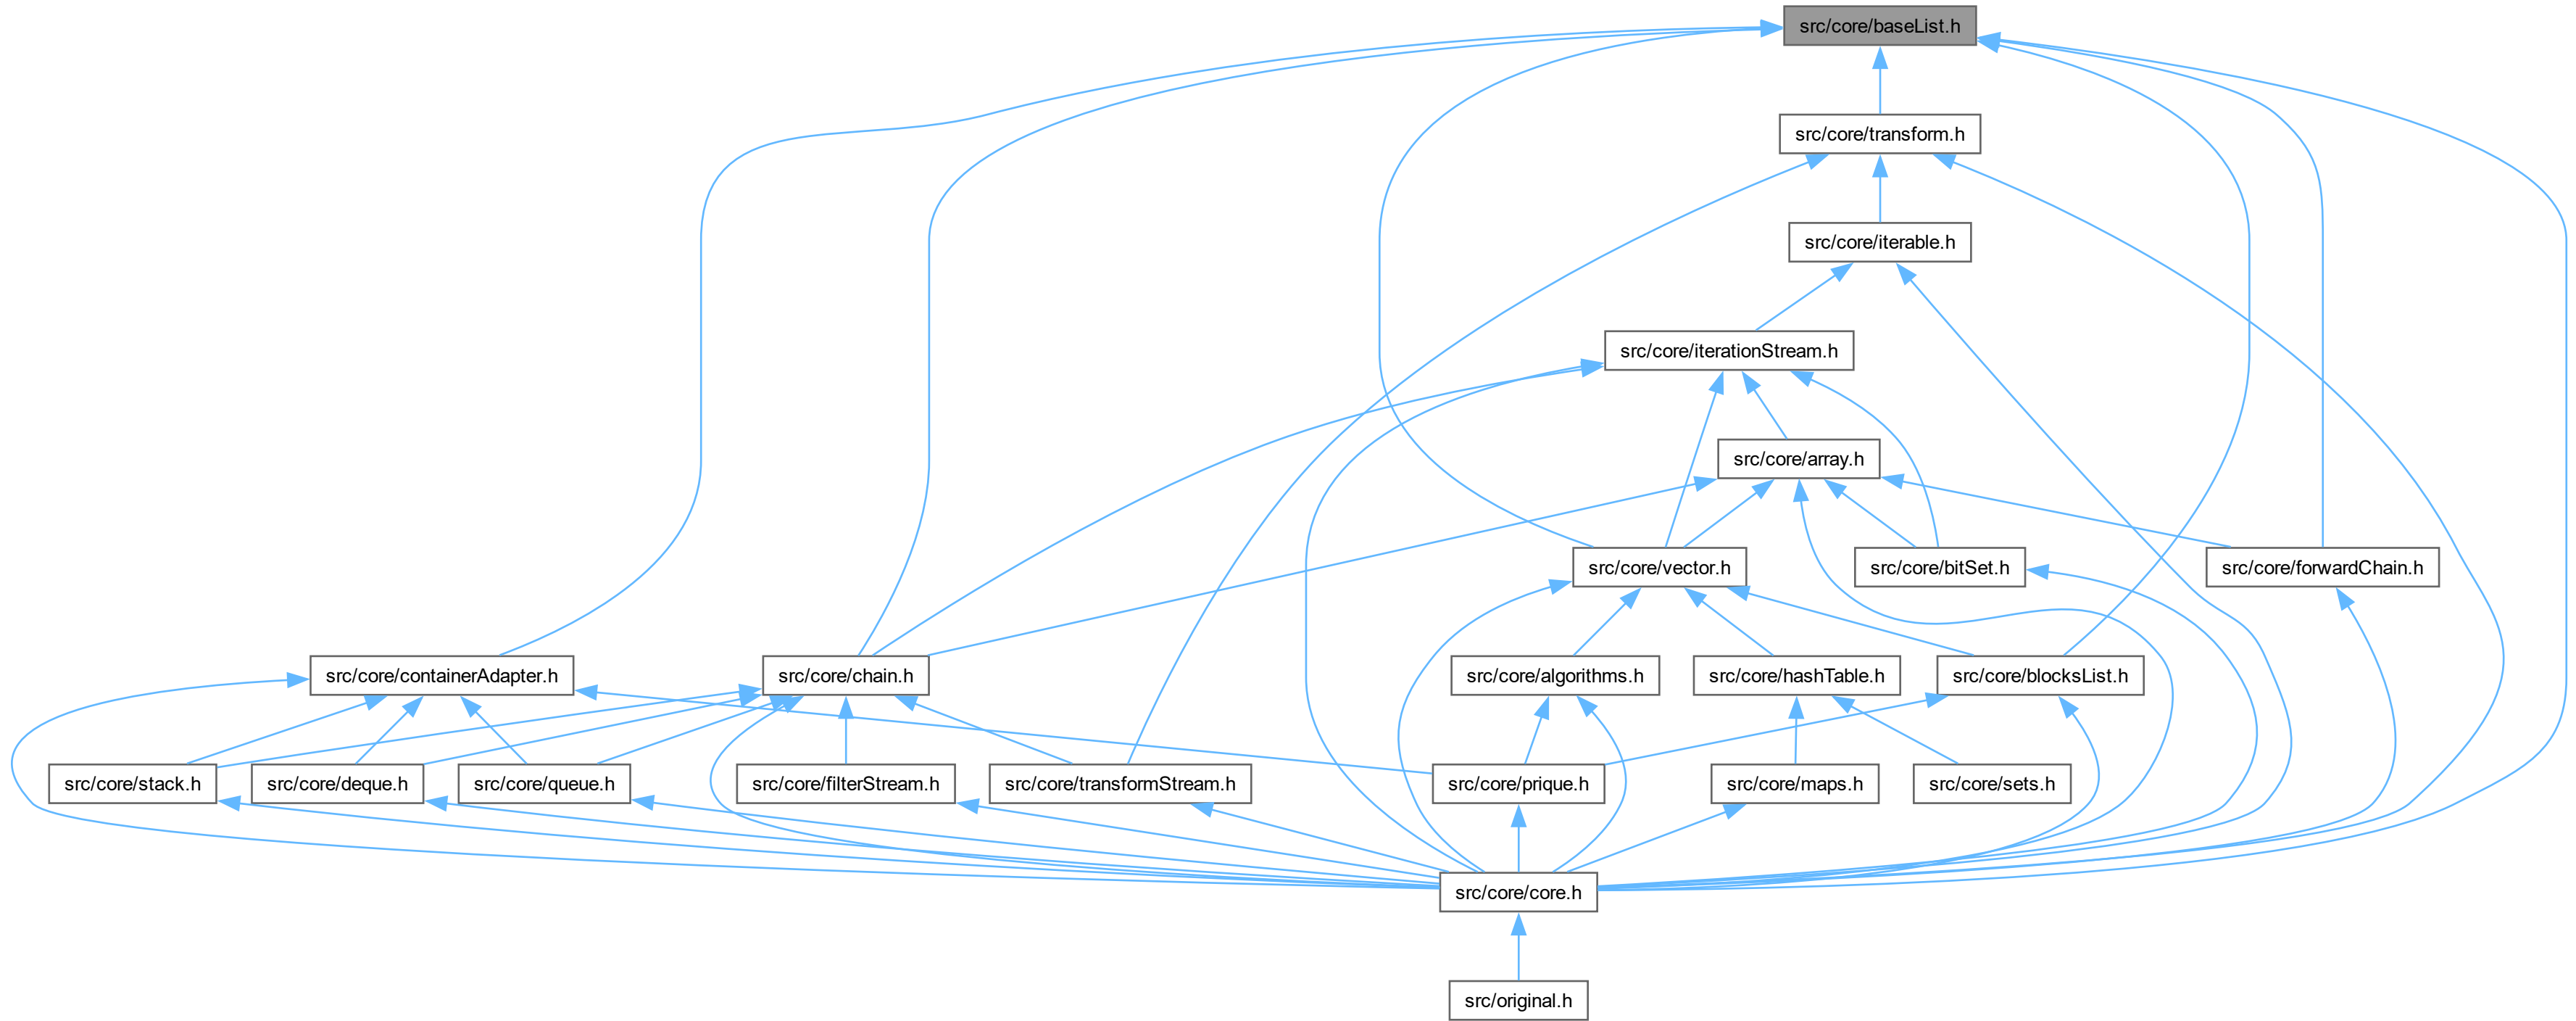 src/core/baseList.h
src/core/transform.h
src/core/iterable.h
src/core/iterationStream.h
src/core/array.h
src/core/vector.h
src/core/bitSet.h
src/core/forwardChain.h
src/core/containerAdapter.h
src/core/chain.h
src/core/algorithms.h
src/core/hashTable.h
src/core/blocksList.h
src/core/stack.h
src/core/deque.h
src/core/queue.h
src/core/filterStream.h
src/core/transformStream.h
src/core/prique.h
src/core/maps.h
src/core/sets.h
src/core/core.h
src/original.h